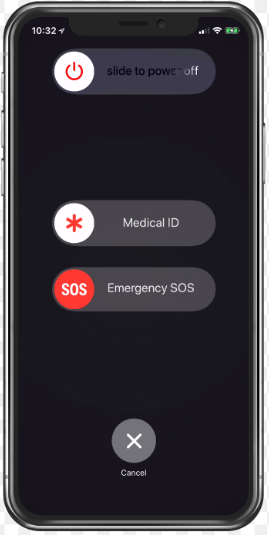 10:32
slide to power off
Medical ID
SOS Emergency SOS
Cancel